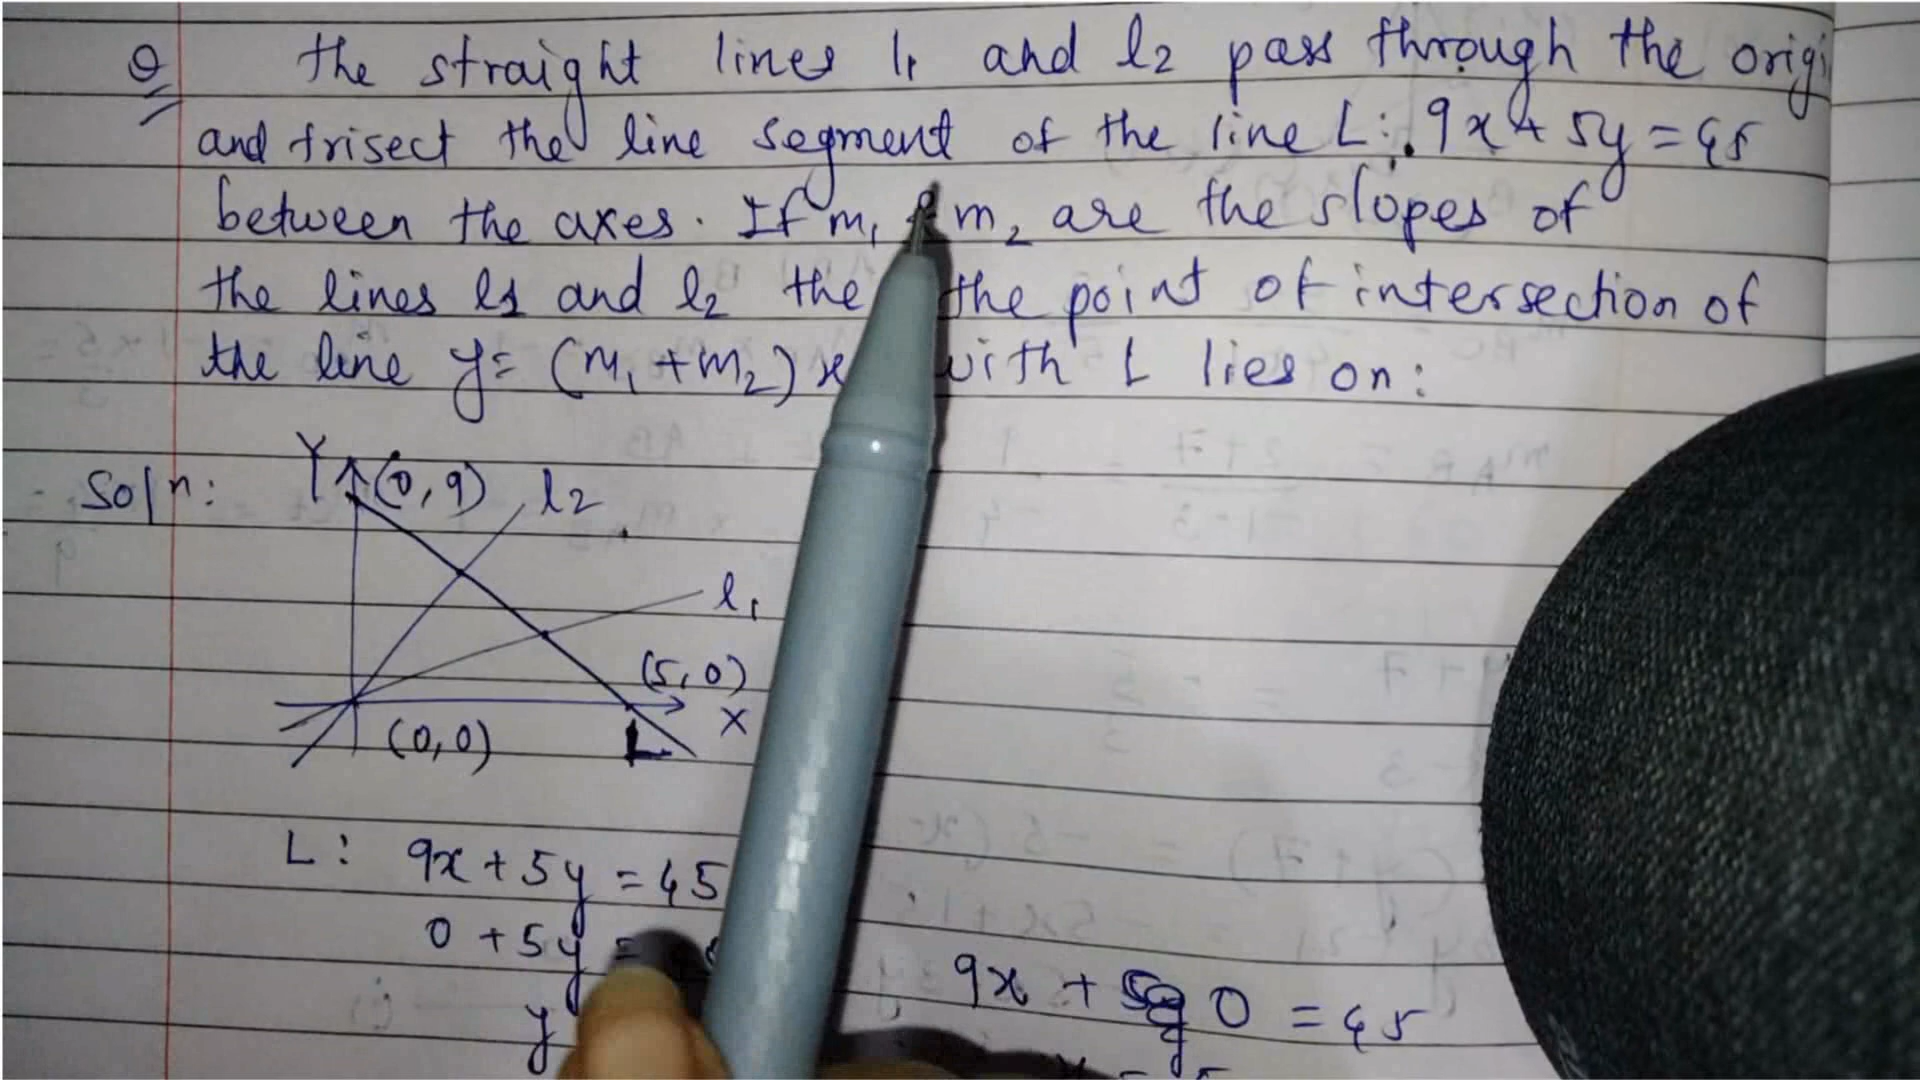 Q the straight lines l1 and l2 pass through the origi
and trisect the line segment of the line L: 9x + 5y = 45
between the axes. If m1 & m2 are the slopes of
the lines l1 and l2 the the point of intersection of
the line y = (m1 + m2)x with L lies on:
Soln:
Y (0,9) l2
l1
(5,0)
X
(0,0) L
L: 9x + 5y = 45
0 + 5y =
9x + 0 = 45
y